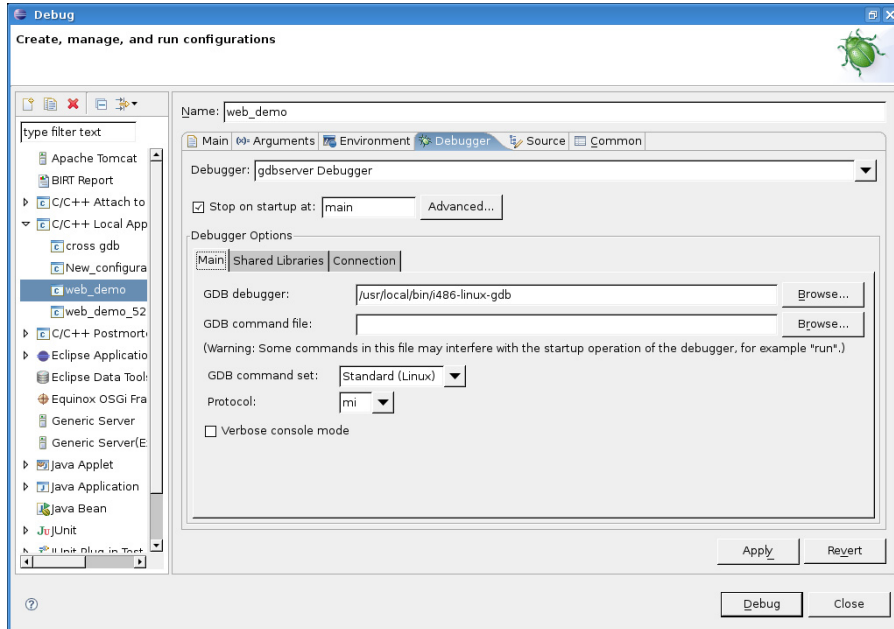 Debug
Create, manage, and run configurations
type filter text
Apache Tomcat
BIRT Report
C/C++ Attach to
C/C++ Local App
cross gdb
New_configura
web_demo
web_demo_52
C/C++ Postmort
Eclipse Applicatio
Eclipse Data Tool
Equinox OSGi Fra
Generic Server
Generic Server(E
Java Applet
Java Application
Java Bean
Ju JUnit
JUnit Plug-in Test
Name: web_demo
Main (x)= Arguments Environment Debugger Source Common
Debugger: gdbserver Debugger
Stop on startup at: main Advanced...
Debugger Options
Main Shared Libraries Connection
GDB debugger: /usr/local/bin/i486-linux-gdb Browse...
GDB command file: Browse...
(Warning: Some commands in this file may interfere with the startup operation of the debugger, for example "run".)
GDB command set: Standard (Linux)
Protocol: mi
Verbose console mode
Apply Revert
? Debug Close